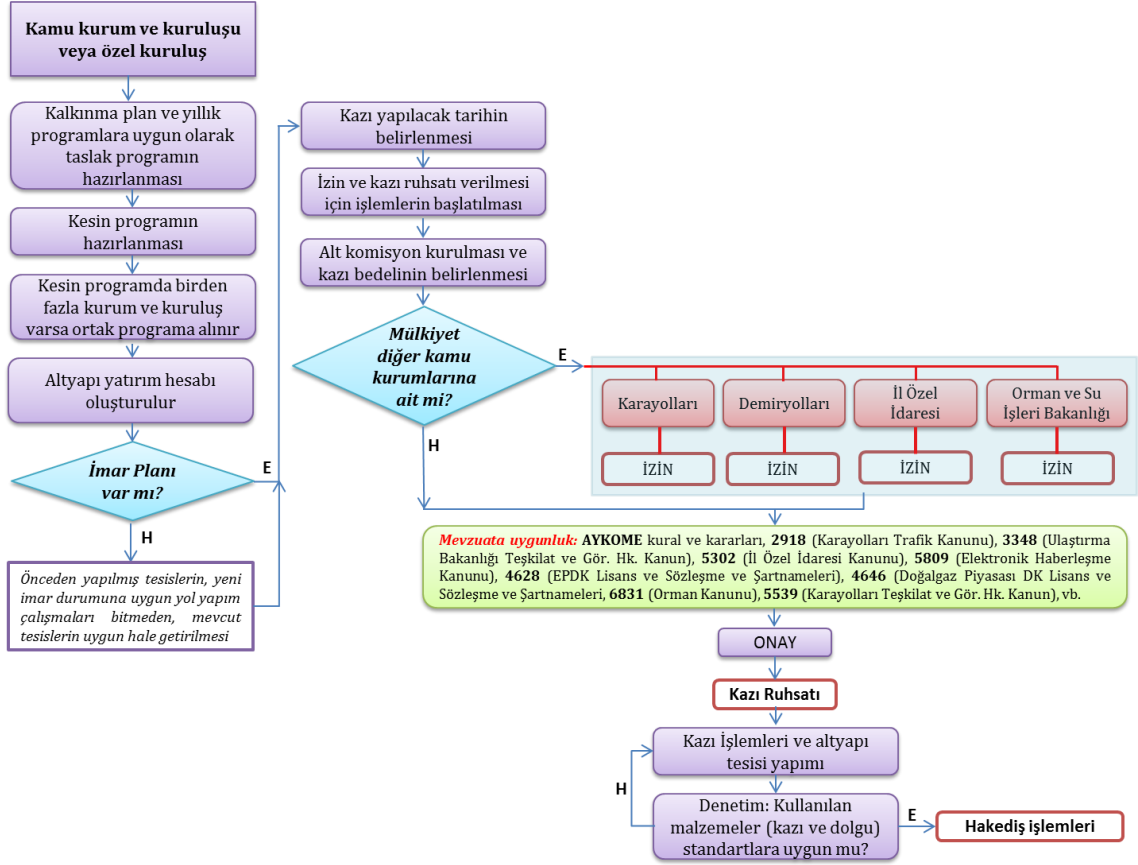 Kamu kurum ve kuruluşu
veya özel kuruluş
Kalkınma plan ve yıllık
programlara uygun olarak
taslak programın
hazırlanması
Kesin programın
hazırlanması
Kesin programda birden
fazla kurum ve kuruluş
varsa ortak programa alınır
Altyapı yatırım hesabı
oluşturulur
İmar Planı
var mı?
E
H
Önceden yapılmış tesislerin, yeni
imar durumuna uygun yol yapım
çalışmaları bitmeden, mevcut
tesislerin uygun hale getirilmesi
Kazı yapılacak tarihin
belirlenmesi
İzin ve kazı ruhsatı verilmesi
için işlemlerin başlatılması
Alt komisyon kurulması ve
kazı bedelinin belirlenmesi
Mülkiyet
diğer kamu
kurumlarına
ait mi?
E
H
Karayolları
Demiryolları
İl Özel
İdaresi
Orman ve Su
İşleri Bakanlığı
İZİN
İZİN
İZİN
İZİN
Mevzuata uygunluk: AYKOME kural ve kararları, 2918 (Karayolları Trafik Kanunu), 3348 (Ulaştırma
Bakanlığı Teşkilat ve Gör. Hk. Kanun), 5302 (İl Özel İdaresi Kanunu), 5809 (Elektronik Haberleşme
Kanunu), 4628 (EPDK Lisans ve Sözleşme ve Şartnameleri), 4646 (Doğalgaz Piyasası DK Lisans ve
Sözleşme ve Şartnameleri, 6831 (Orman Kanunu), 5539 (Karayolları Teşkilat ve Gör. Hk. Kanun), vb.
ONAY
Kazı Ruhsatı
Kazı İşlemleri ve altyapı
tesisi yapımı
H
Denetim: Kullanılan
malzemeler (kazı ve dolgu)
standartlara uygun mu?
E
Hakediş işlemleri